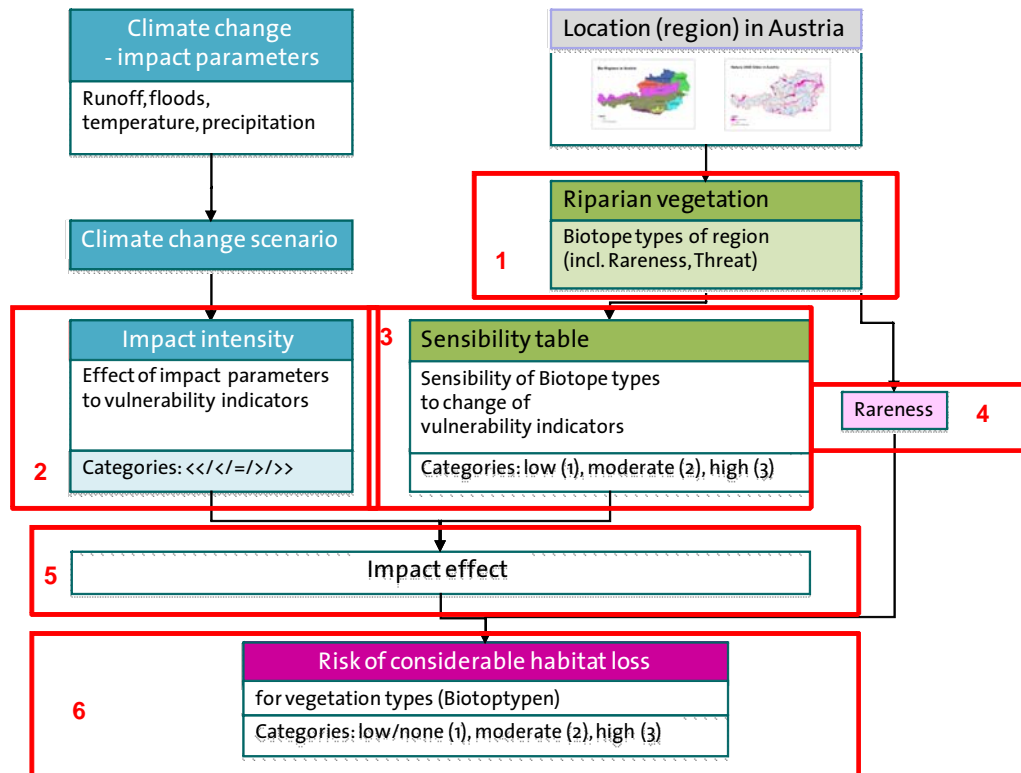 Climate change
- impact parameters
Runoff, floods,
temperature, precipitation
Location (region) in Austria
Climate change scenario
1
Riparian vegetation
Biotope types of region
(incl. Rareness, Threat)
2
Impact intensity
Effect of impact parameters
to vulnerability indicators
Categories: <</</=/>/>>
3
Sensibility table
Sensibility of Biotope types
to change of
vulnerability indicators
Categories: low (1), moderate (2), high (3)
Rareness
4
5
Impact effect
6
Risk of considerable habitat loss
for vegetation types (Biotoptypen)
Categories: low/none (1), moderate (2), high (3)